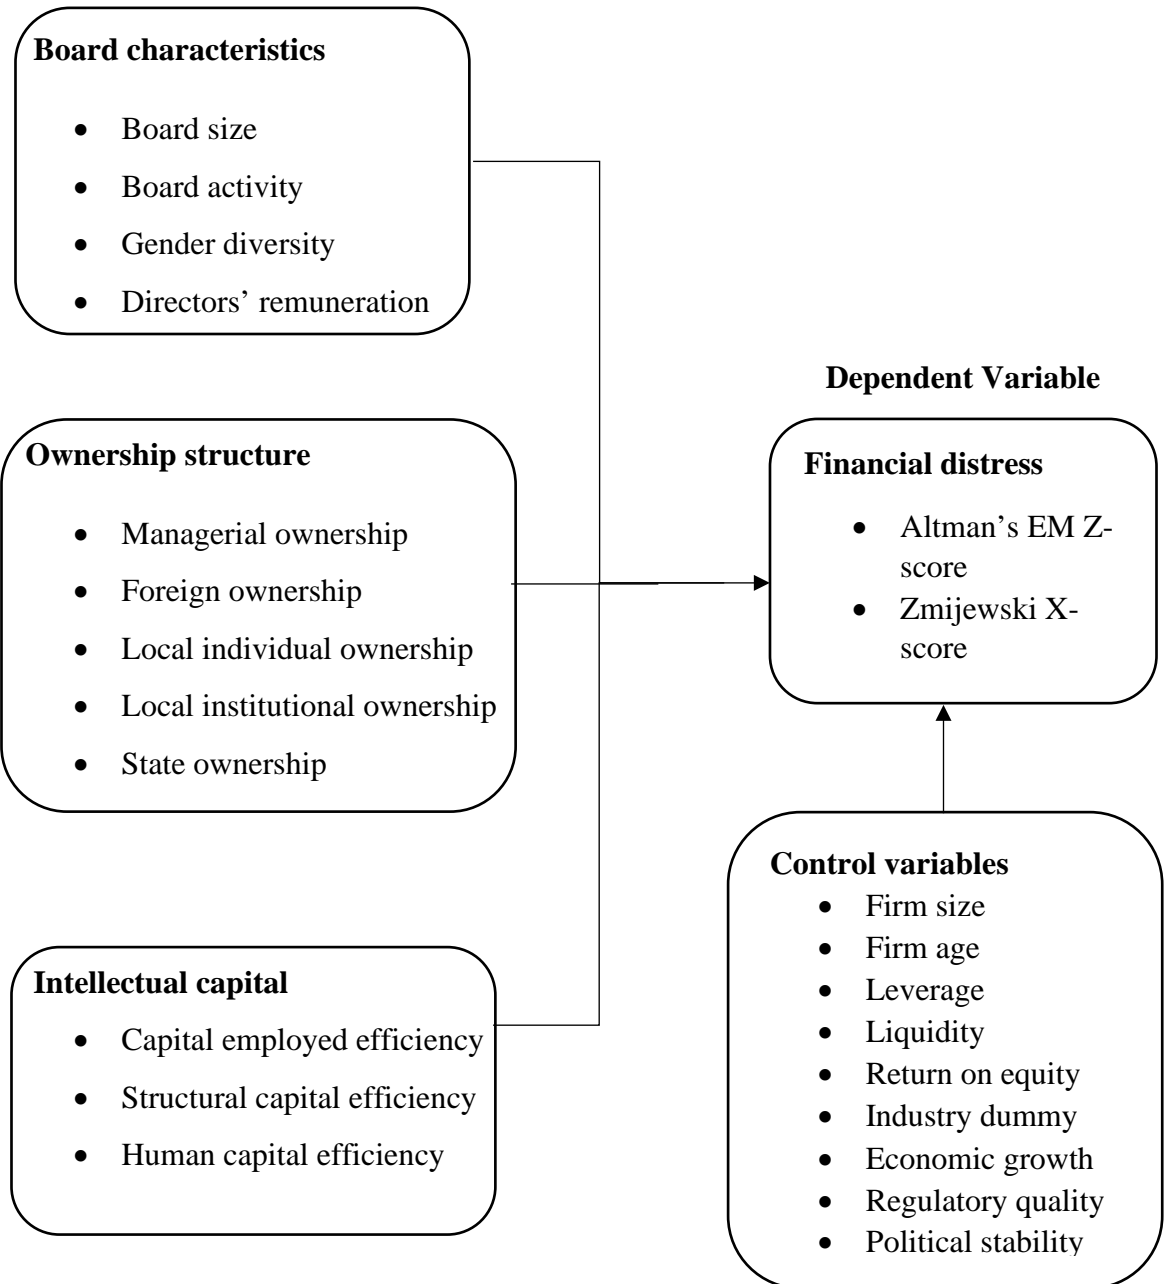 Board characteristics
• Board size
• Board activity
• Gender diversity
• Directors’ remuneration
Ownership structure
• Managerial ownership
• Foreign ownership
• Local individual ownership
• Local institutional ownership
• State ownership
Intellectual capital
• Capital employed efficiency
• Structural capital efficiency
• Human capital efficiency
Dependent Variable
Financial distress
• Altman’s EM Z-
score
• Zmijewski X-
score
Control variables
• Firm size
• Firm age
• Leverage
• Liquidity
• Return on equity
• Industry dummy
• Economic growth
• Regulatory quality
• Political stability